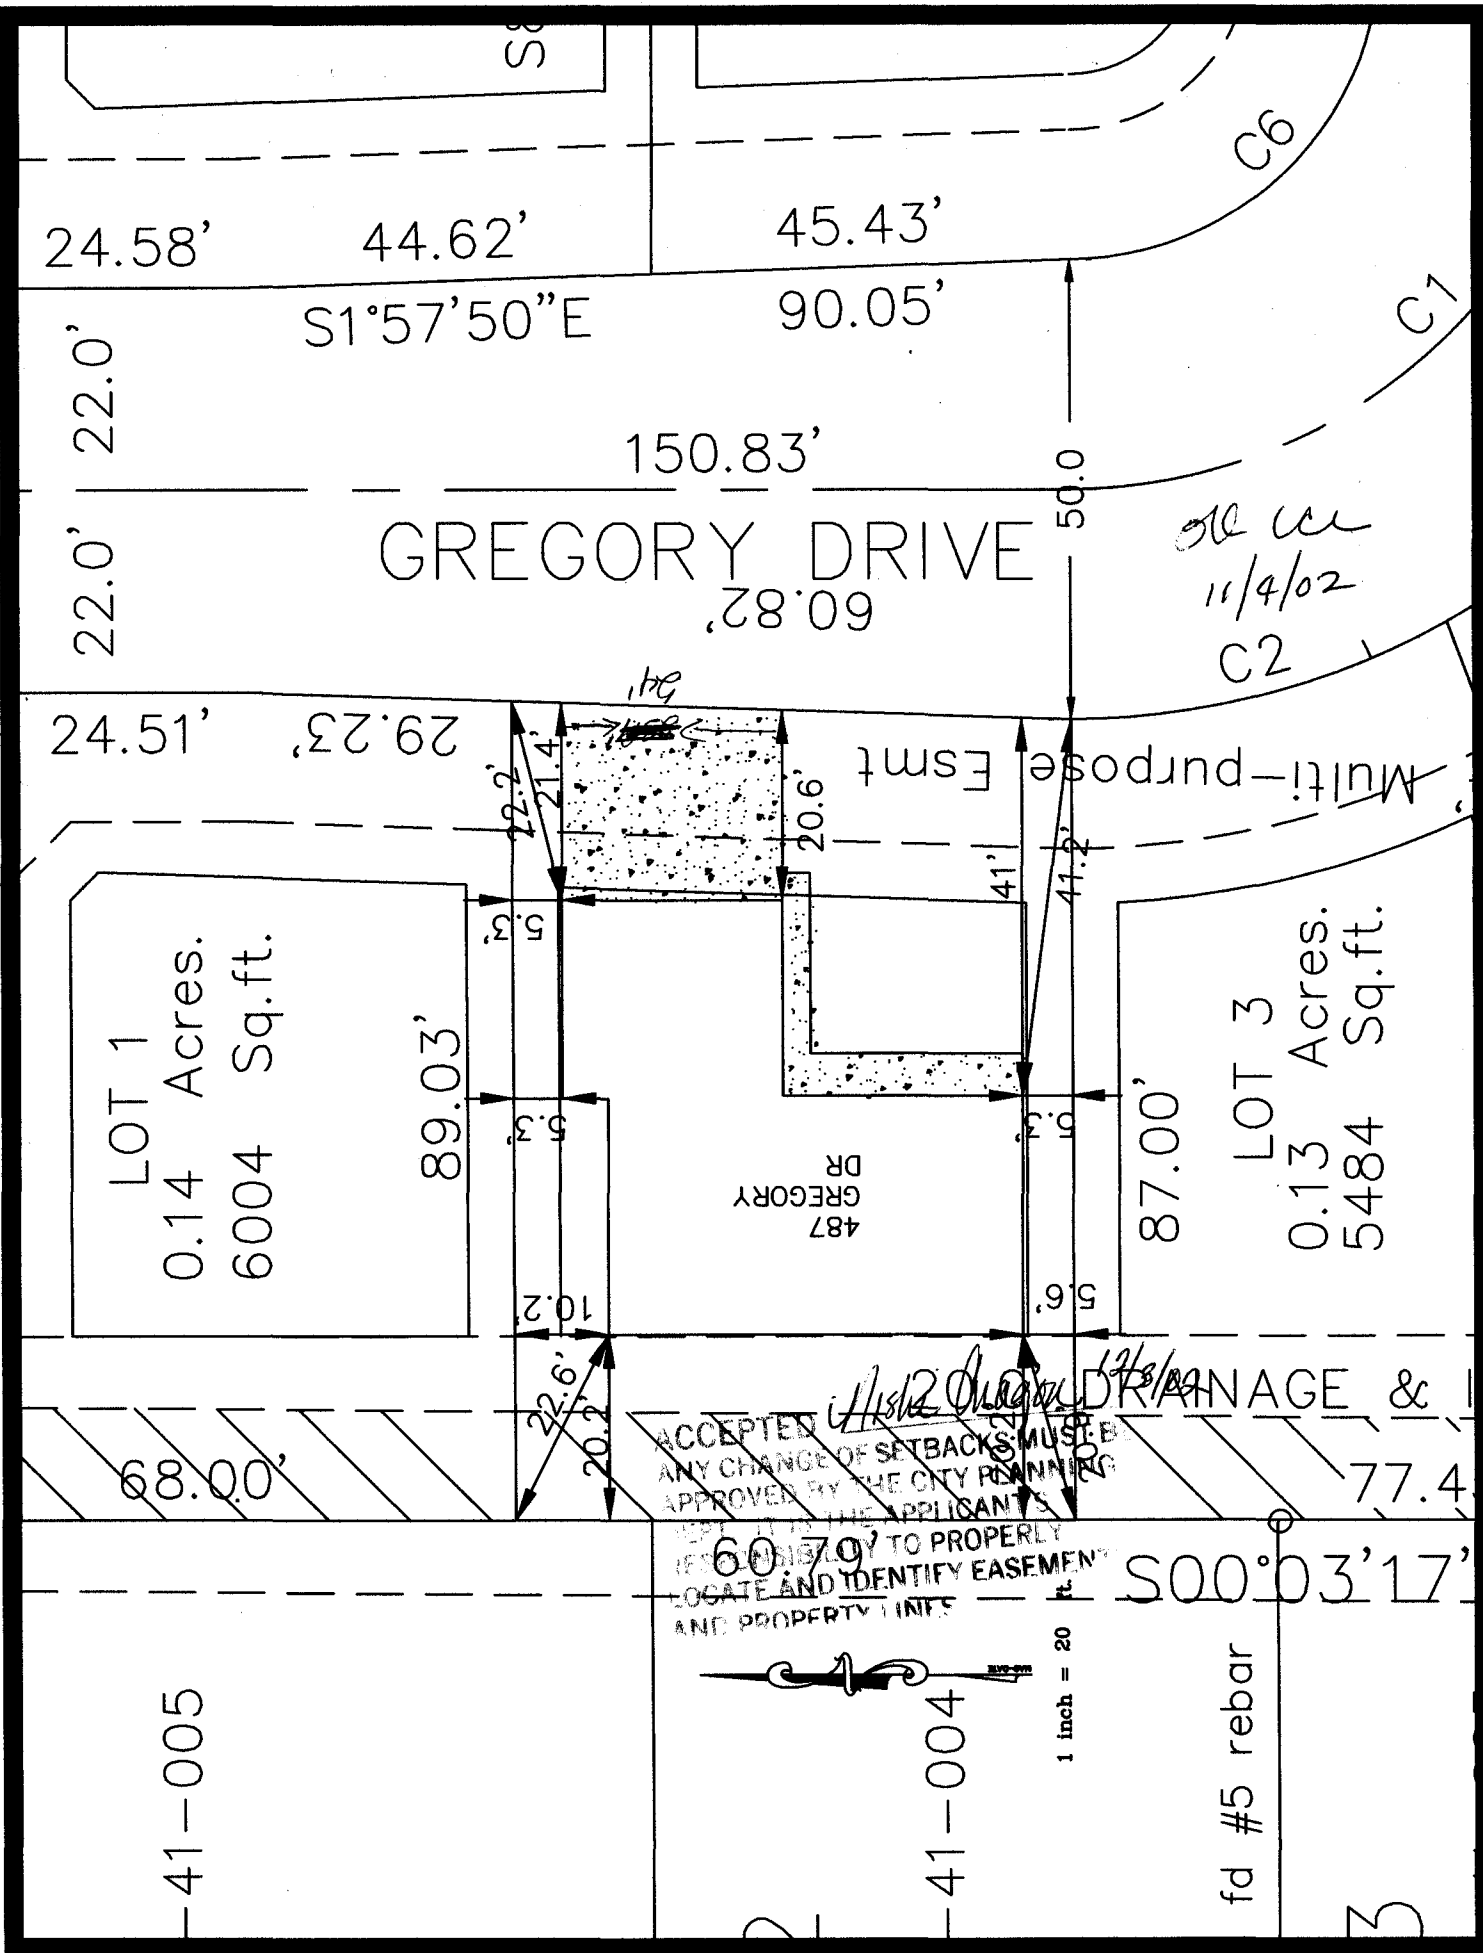 S8
C6
24.58'
44.62'
45.43'
S1°57'50"E
90.05'
C1
22.0'
150.83'
50.0
GREGORY DRIVE
22.0'
60.82'
11/4/02
C2
24'
24.51'
29.23'
22.2'
21.4'
20.6'
Multi-purpose Esmt
41'
41.2'
5.3'
LOT 1
0.14 Acres.
6004 Sq.ft.
89.03'
5.3'
5.3'
487
GREGORY
DR
87.00'
LOT 3
0.13 Acres.
5484 Sq.ft.
10.2'
5.6'
22.6'
20.2'
DRAINAGE &
ACCEPTED
ANY CHANGE OF SETBACKS MUST BE
APPROVED BY THE CITY PLANNING
DEPT. IT IS THE APPLICANT'S
RESPONSIBILITY TO PROPERLY
LOCATE AND IDENTIFY EASEMENTS
AND PROPERTY LINES
68.00'
77.4
60.79'
S00°03'17"
1 inch = 20 ft.
41-005
41-004
fd #5 rebar
2
3